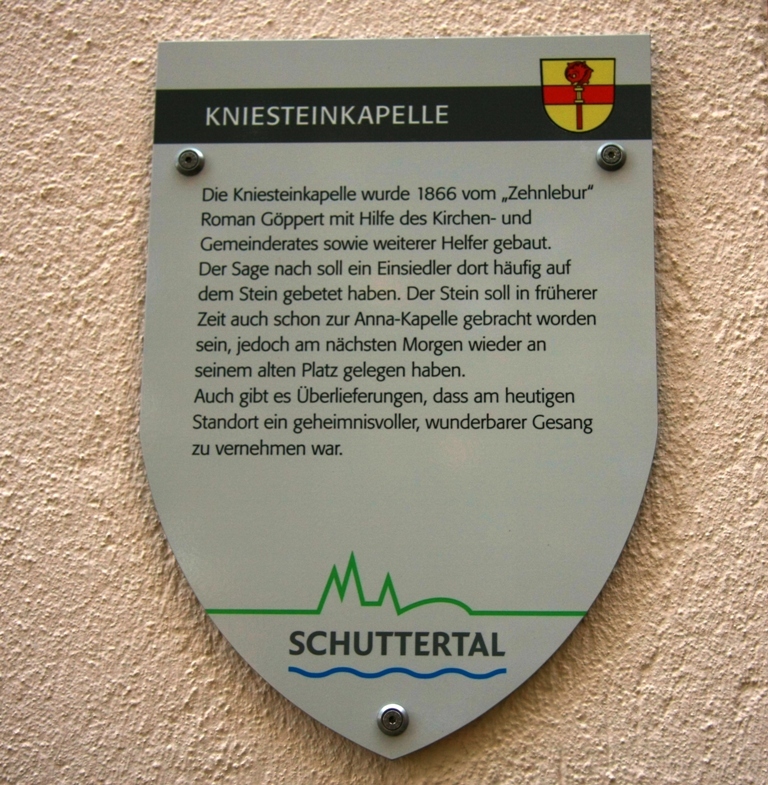 KNIESTEINKAPELLE
Die Kniesteinkapelle wurde 1866 vom „Zehnlebur“
Roman Göppert mit Hilfe des Kirchen- und
Gemeinderates sowie weiterer Helfer gebaut.
Der Sage nach soll ein Einsiedler dort häufig auf
dem Stein gebetet haben. Der Stein soll in früherer
Zeit auch schon zur Anna-Kapelle gebracht worden
sein, jedoch am nächsten Morgen wieder an
seinem alten Platz gelegen haben.
Auch gibt es Überlieferungen, dass am heutigen
Standort ein geheimnisvoller, wunderbarer Gesang
zu vernehmen war.
SCHUTTERTAL